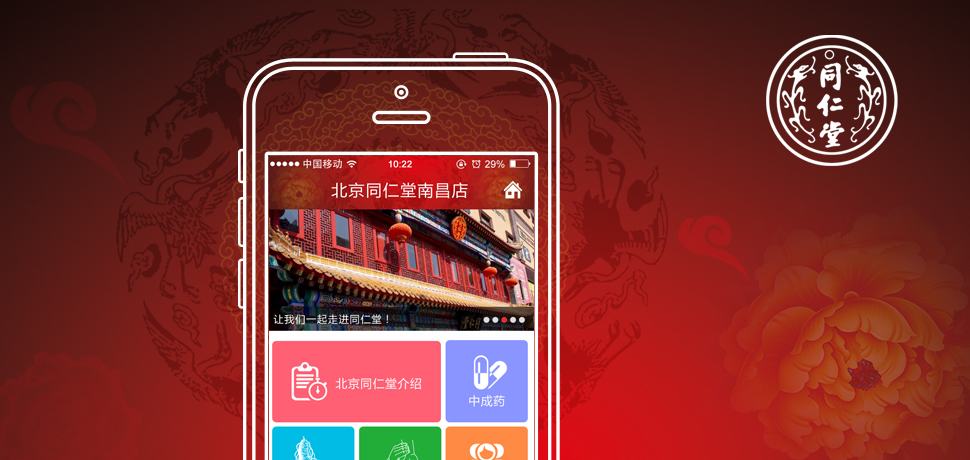 同仁堂
中国移动 10:22 29%
北京同仁堂南昌店
让我们一起走进同仁堂！
北京同仁堂介绍
中成药